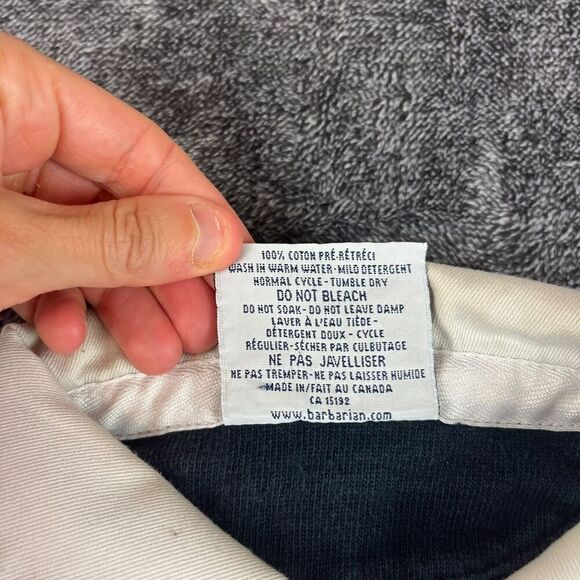 100% COTON PRÉ-RÉTRÉCI
WASH IN WARM WATER-MILD DETERGENT
NORMAL CYCLE-TUMBLE DRY
DO NOT BLEACH
DO NOT SOAK-DO NOT LEAVE DAMP
LAVER À L'EAU TIÈDE-
DÉTERGENT DOUX-CYCLE
RÉGULIER-SÉCHER PAR CULBUTAGE
NE PAS JAVELLISER
NE PAS TREMPER-NE PAS LAISSER HUMIDE
MADE IN/FAIT AU CANADA
CA 15192
www.barbarian.com